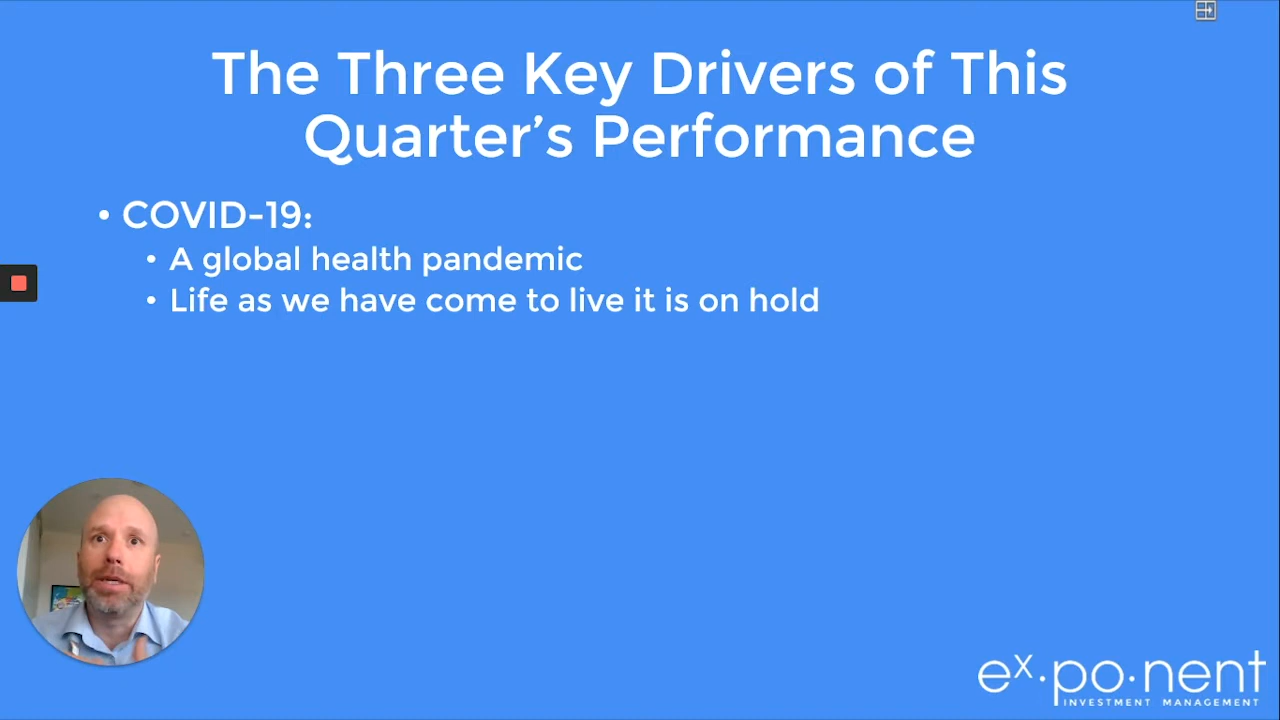 The Three Key Drivers of This
Quarter’s Performance
• COVID-19:
• A global health pandemic
• Life as we have come to live it is on hold
ex·po·nent
INVESTMENT MANAGEMENT